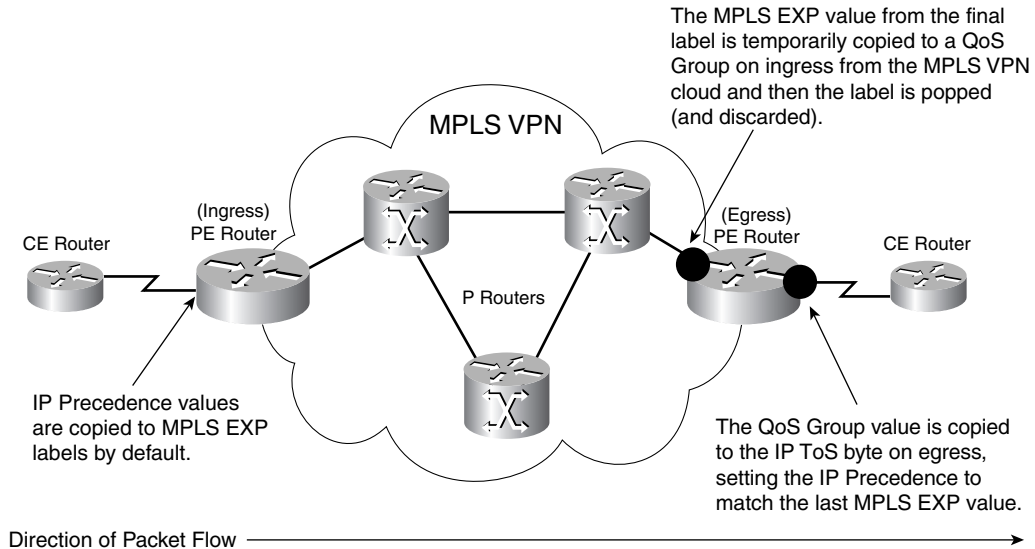 The MPLS EXP value from the final
label is temporarily copied to a QoS
Group on ingress from the MPLS VPN
cloud and then the label is popped
(and discarded).
MPLS VPN
(Ingress)
PE Router
CE Router
(Egress)
PE Router
CE Router
P Routers
IP Precedence values
are copied to MPLS EXP
labels by default.
The QoS Group value is copied
to the IP ToS byte on egress,
setting the IP Precedence to
match the last MPLS EXP value.
Direction of Packet Flow